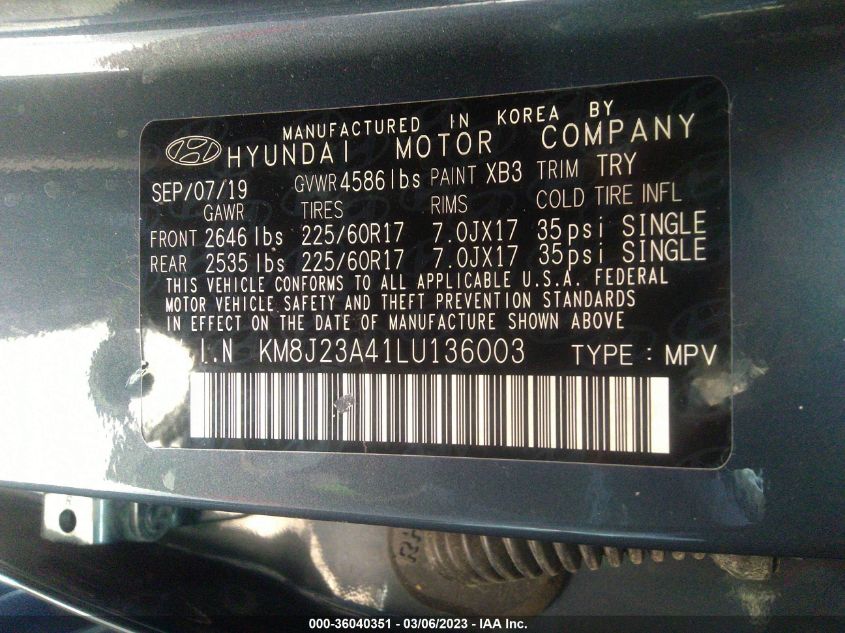 MANUFACTURED IN KOREA BY
HYUNDAI MOTOR COMPANY
SEP/07/19 GVWR 4586 lbs PAINT XB3 TRIM TRY
GAWR TIRES RIMS COLD TIRE INFL
FRONT 2646 lbs 225/60R17 7.0JX17 35psi SINGLE
REAR 2535 lbs 225/60R17 7.0JX17 35psi SINGLE
THIS VEHICLE CONFORMS TO ALL APPLICABLE U.S.A. FEDERAL
MOTOR VEHICLE SAFETY AND THEFT PREVENTION STANDARDS
IN EFFECT ON THE DATE OF MANUFACTURE SHOWN ABOVE
I.N KM8J23A41LU136003 TYPE : MPV
RH
000-36040351 - 03/06/2023 - IAA Inc.